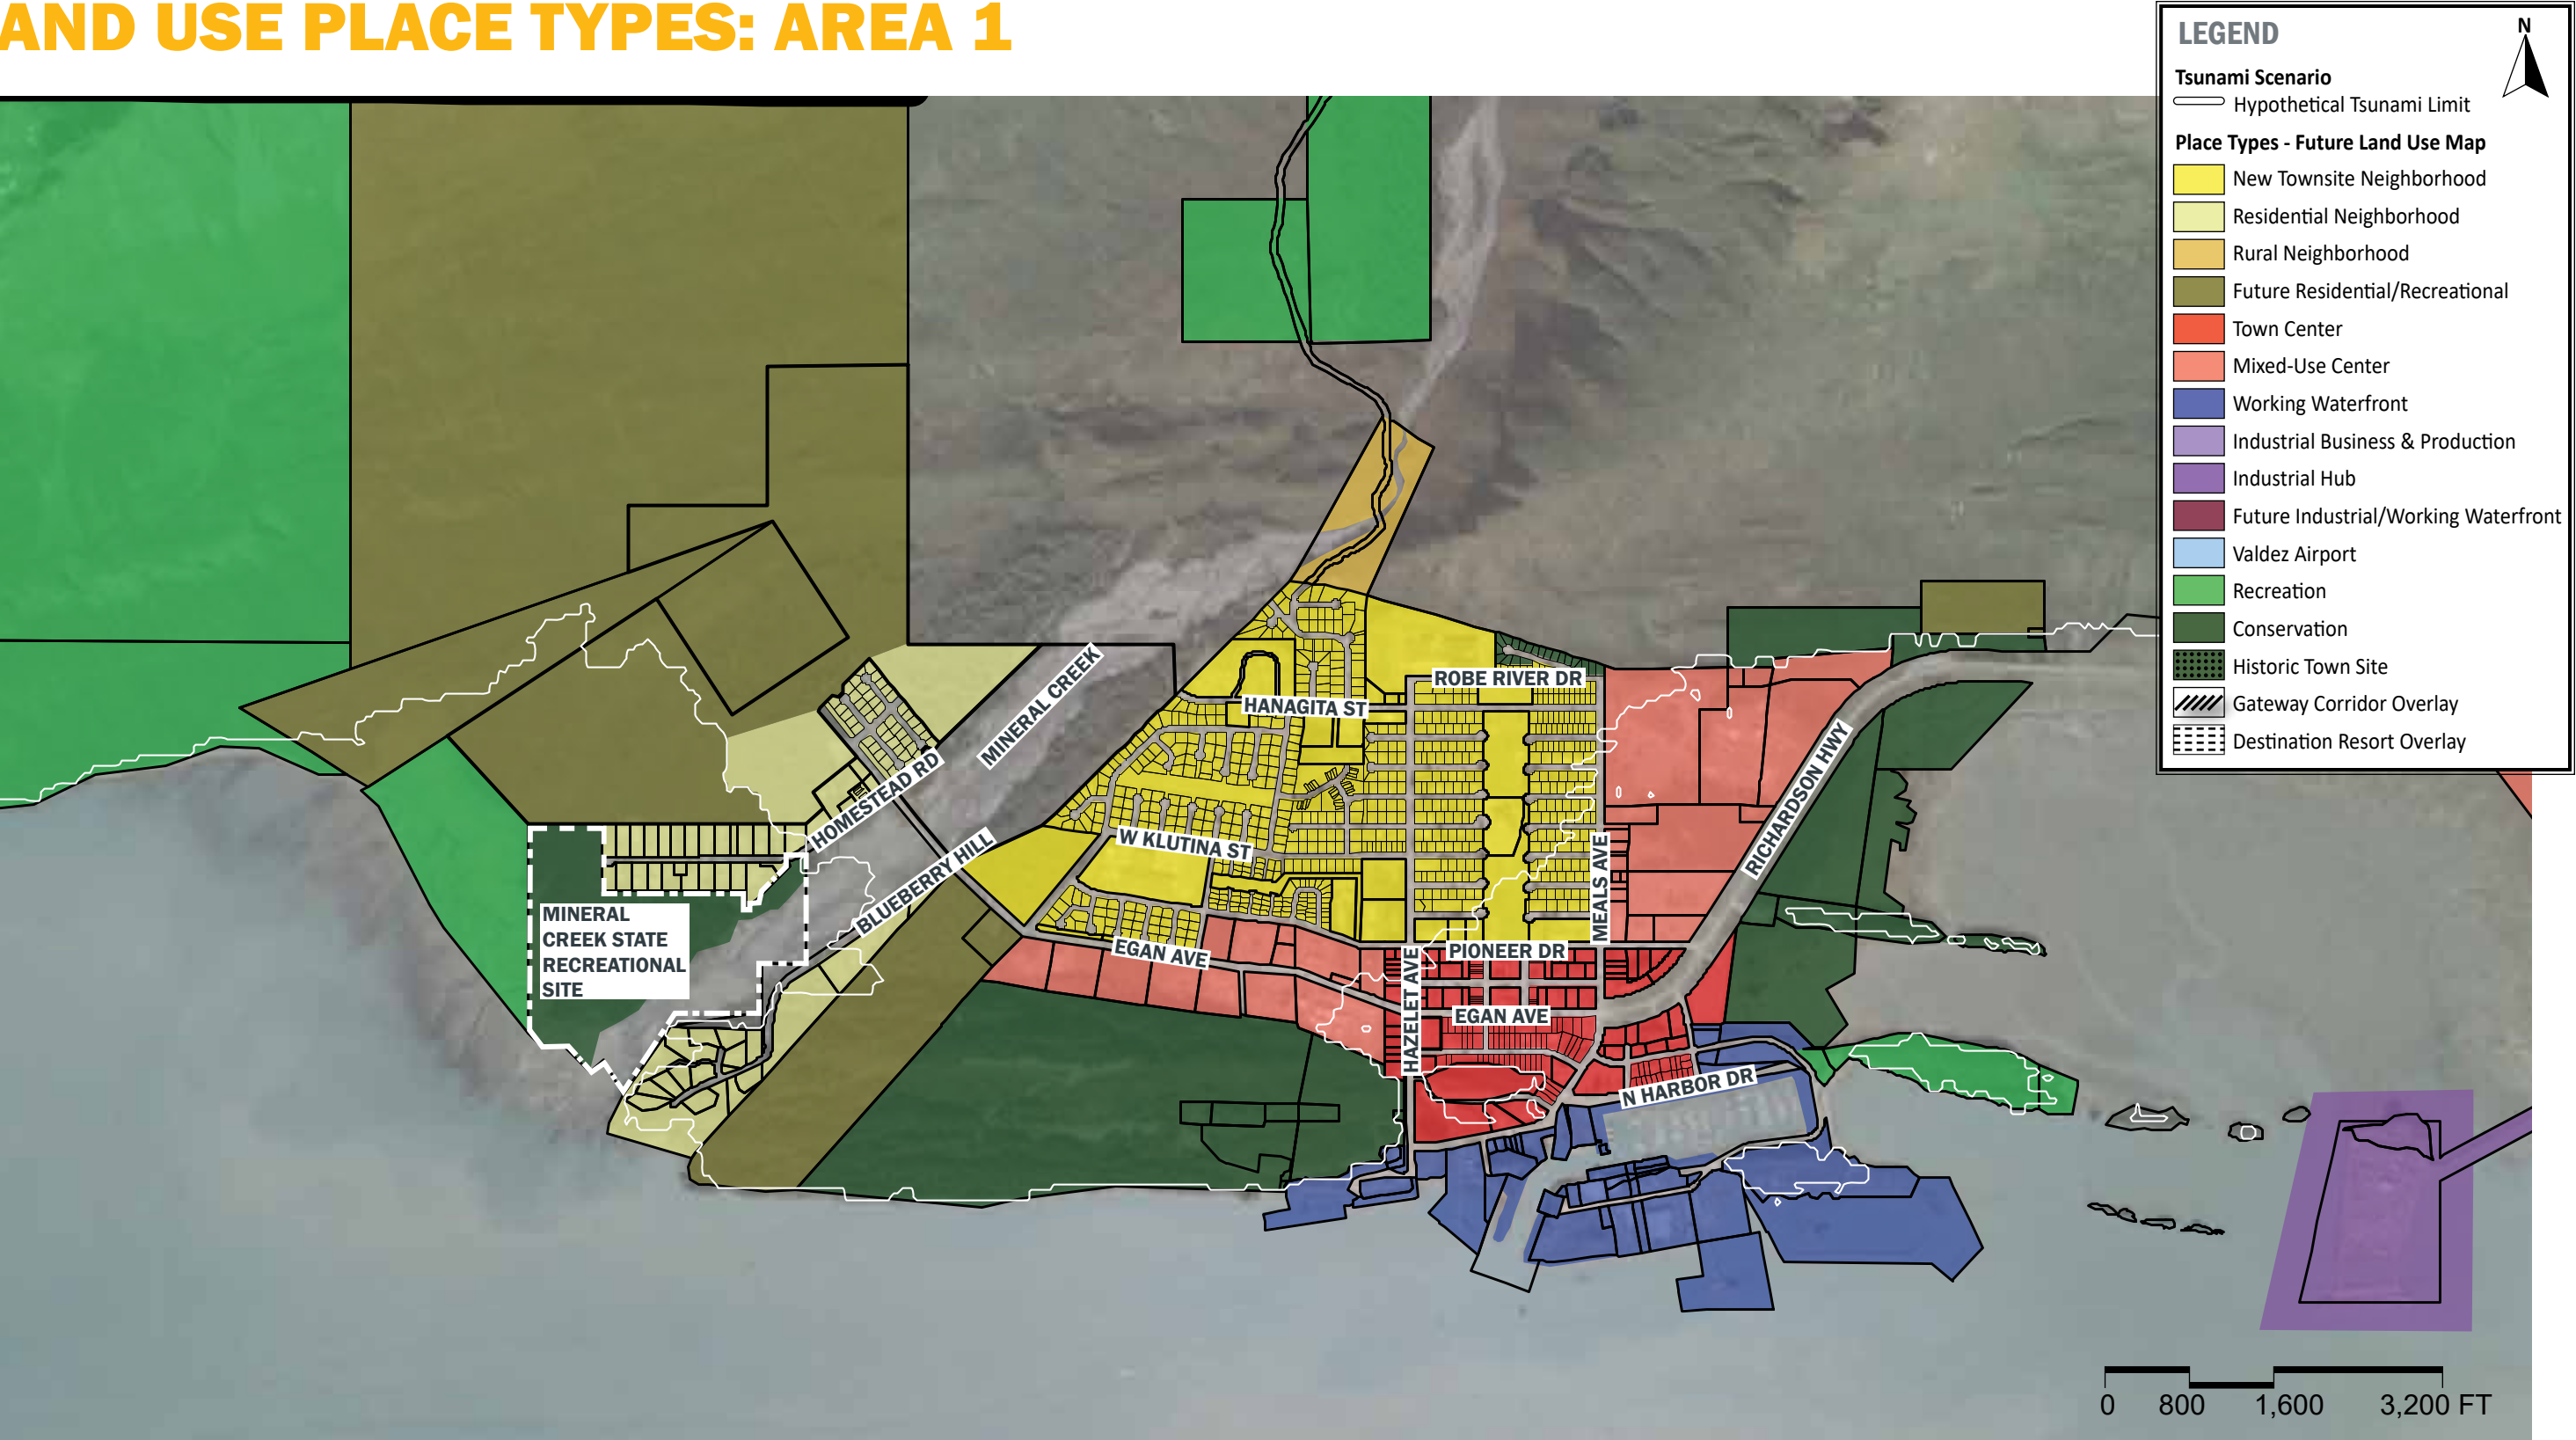 AND USE PLACE TYPES: AREA 1
LEGEND
N
Tsunami Scenario
Hypothetical Tsunami Limit
Place Types - Future Land Use Map
New Townsite Neighborhood
Residential Neighborhood
Rural Neighborhood
Future Residential/Recreational
Town Center
Mixed-Use Center
Working Waterfront
Industrial Business & Production
Industrial Hub
Future Industrial/Working Waterfront
Valdez Airport
Recreation
Conservation
Historic Town Site
Gateway Corridor Overlay
Destination Resort Overlay
ROBE RIVER DR
HANAGITA ST
MINERAL CREEK
HOMESTEAD RD
RICHARDSON HWY
W KLUTINA ST
BLUEBERRY HILL
MEALS AVE
MINERAL
CREEK STATE
RECREATIONAL
SITE
EGAN AVE
PIONEER DR
HAZELET AVE
EGAN AVE
N HARBOR DR
0 800 1,600 3,200 FT